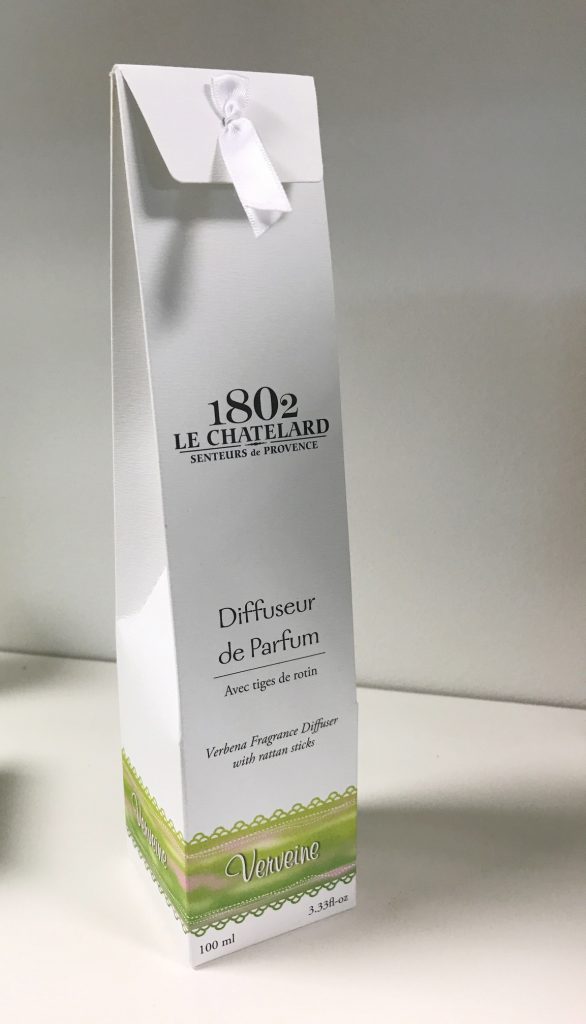 1802
LE CHATELARD
SENTEURS de PROVENCE
Diffuseur
de Parfum
Avec tiges de rotin
Verbena Fragrance Diffuser
with rattan sticks
Verveine
Verveine
100 ml
3.33fl-oz